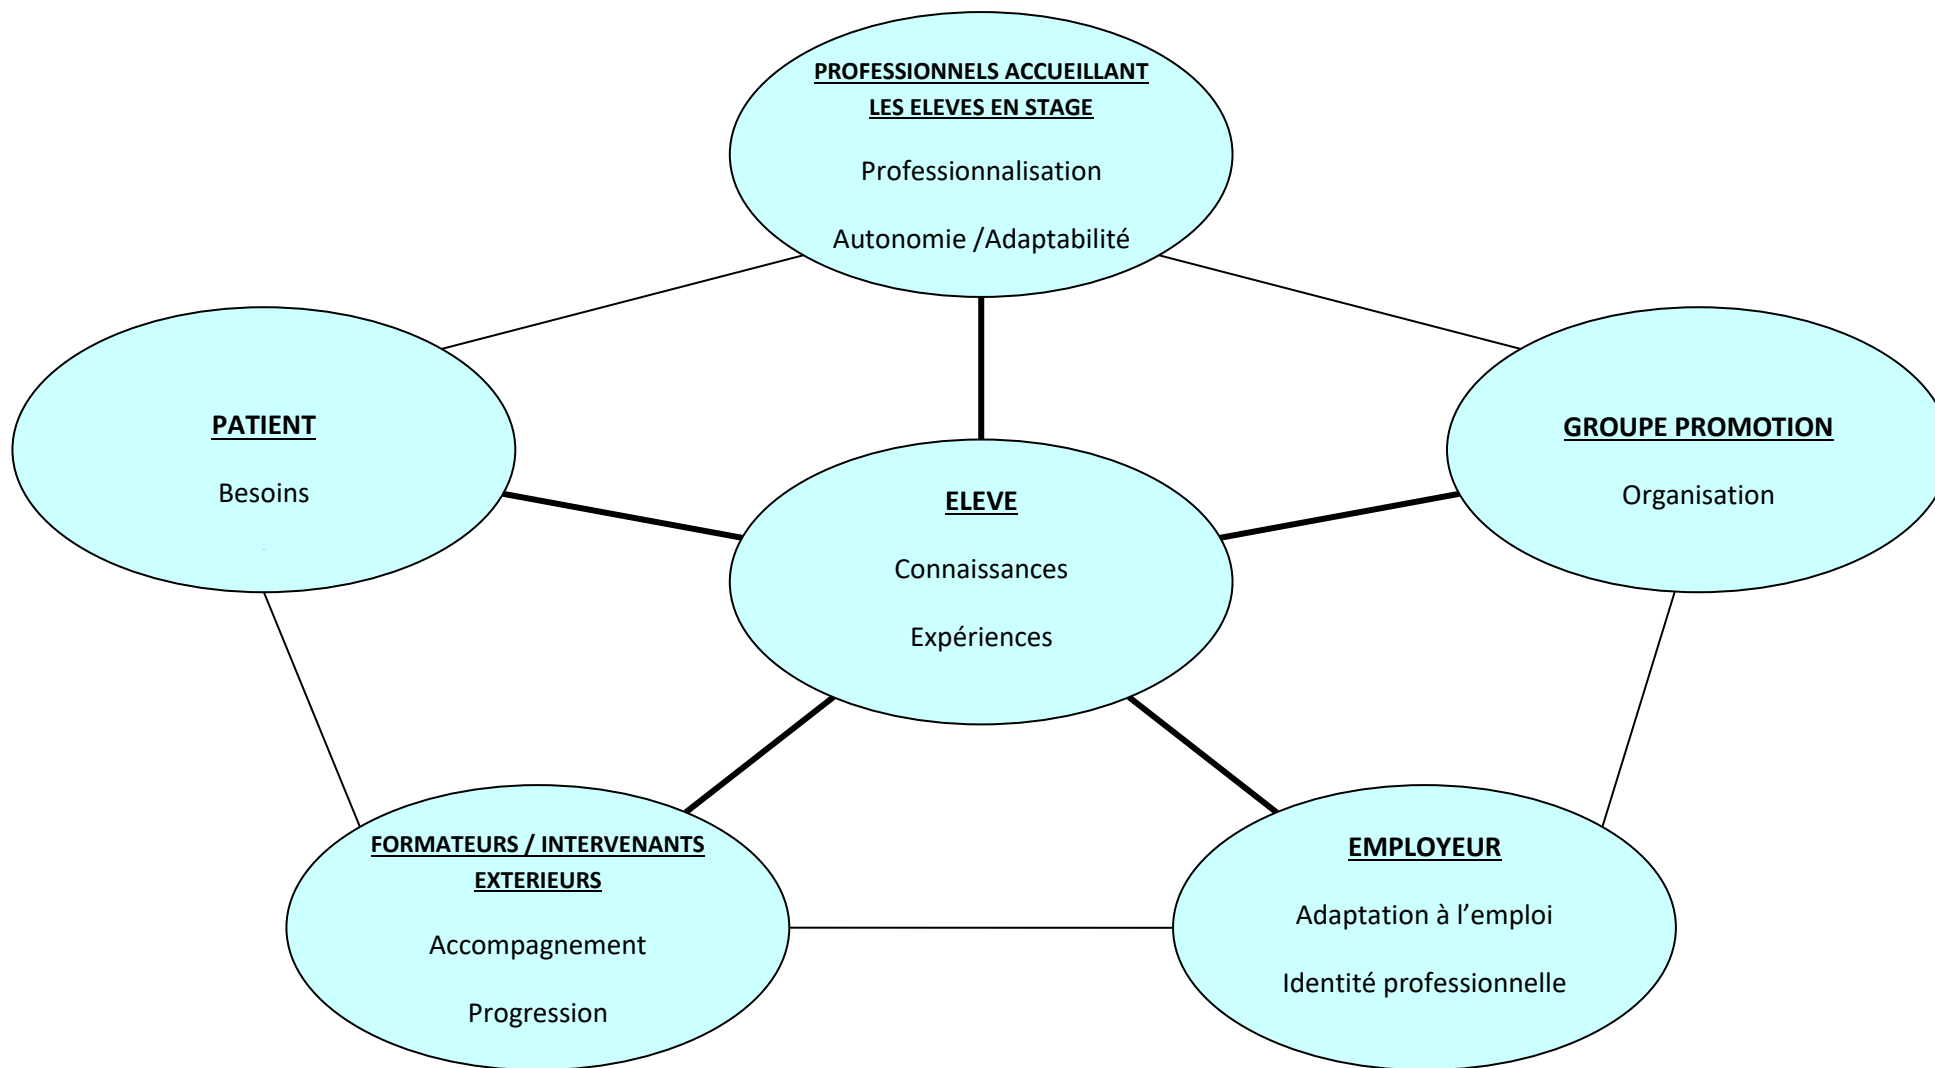 PROFESSIONNELS ACCUEILLANT
LES ELEVES EN STAGE
Professionnalisation
Autonomie /Adaptabilité
PATIENT
Besoins
GROUPE PROMOTION
Organisation
ELEVE
Connaissances
Expériences
FORMATEURS / INTERVENANTS
EXTERIEURS
Accompagnement
Progression
EMPLOYEUR
Adaptation à l’emploi
Identité professionnelle